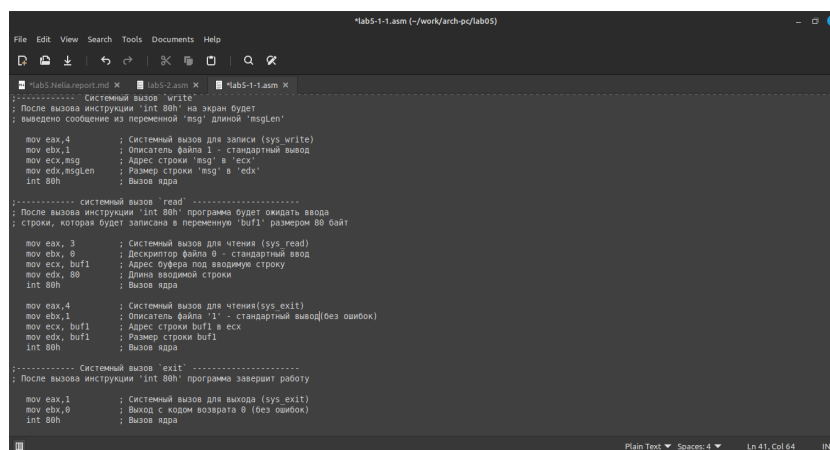 *lab5-1-1.asm (~/work/arch-pc/lab05)
File Edit View Search Tools Documents Help
*lab5.Nelia.report.md × lab5-2.asm × *lab5-1-1.asm ×
;------------ Системный вызов `write`
; После вызова инструкции 'int 80h' на экран будет
; выведено сообщение из переменной 'msg' длиной 'msgLen'
mov eax,4 ; Системный вызов для записи (sys_write)
mov ebx,1 ; Описатель файла 1 - стандартный вывод
mov ecx,msg ; Адрес строки 'msg' в 'ecx'
mov edx,msgLen ; Размер строки 'msg' в 'edx'
int 80h ; Вызов ядра
;------------ системный вызов `read` ----------------------
; После вызова инструкции 'int 80h' программа будет ожидать ввода
; строки, которая будет записана в переменную 'buf1' размером 80 байт
mov eax, 3 ; Системный вызов для чтения (sys_read)
mov ebx, 0 ; Дескриптор файла 0 - стандартный ввод
mov ecx, buf1 ; Адрес буфера под вводимую строку
mov edx, 80 ; Длина вводимой строки
int 80h ; Вызов ядра
mov eax,4 ; Системный вызов для чтения(sys_exit)
mov ebx,1 ; Описатель файла '1' - стандартный вывод(без ошибок)
mov ecx, buf1 ; Адрес строки buf1 в ecx
mov edx, buf1 ; Размер строки buf1
int 80h ; Вызов ядра
;------------ Системный вызов `exit` ----------------------
; После вызова инструкции 'int 80h' программа завершит работу
mov eax,1 ; Системный вызов для выхода (sys_exit)
mov ebx,0 ; Выход с кодом возврата 0 (без ошибок)
int 80h ; Вызов ядра
Plain Text Spaces: 4 Ln 41, Col 64 IN